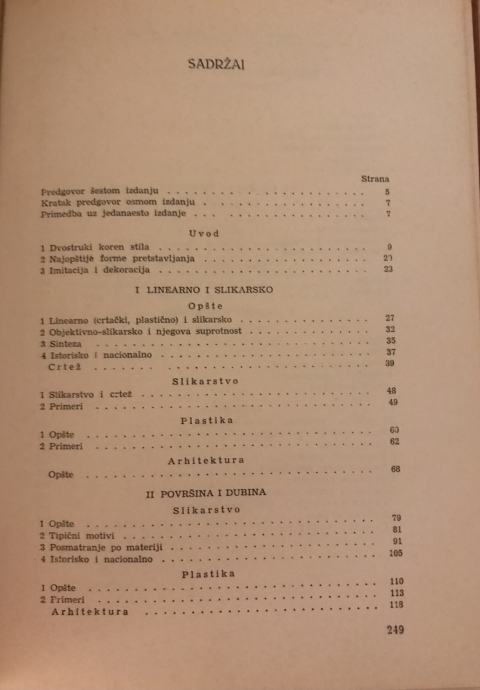 SADRŽAJ
Strana
Predgovor šestom izdanju . . . . . . . . . . . . . . . . . 5
Kratak predgovor osmom izdanju . . . . . . . . . . . . . . 7
Primedba uz jedanaesto izdanje . . . . . . . . . . . . . . 7
Uvod
1 Dvostruki koren stila . . . . . . . . . . . . . . . . . 9
2 Najopštije forme pretstavljanja . . . . . . . . . . . . 20
3 Imitacija i dekoracija . . . . . . . . . . . . . . . . . 23
I LINEARNO I SLIKARSKO
Opšte
1 Linearno (crtački, plastično) i slikarsko . . . . . . . 27
2 Objektivno-slikarsko i njegova suprotnost . . . . . . . 32
3 Sinteza . . . . . . . . . . . . . . . . . . . . . . . . 35
4 Istorisko i nacionalno . . . . . . . . . . . . . . . . . 37
Crtež . . . . . . . . . . . . . . . . . . . . . . . . . . 39
Slikarstvo
1 Slikarstvo i crtež . . . . . . . . . . . . . . . . . . . 48
2 Primeri . . . . . . . . . . . . . . . . . . . . . . . . 49
Plastika
1 Opšte . . . . . . . . . . . . . . . . . . . . . . . . . 60
2 Primeri . . . . . . . . . . . . . . . . . . . . . . . . 62
Arhitektura
Opšte . . . . . . . . . . . . . . . . . . . . . . . . . . 68
II POVRŠINA I DUBINA
Slikarstvo
1 Opšte . . . . . . . . . . . . . . . . . . . . . . . . . 79
2 Tipični motivi . . . . . . . . . . . . . . . . . . . . . 81
3 Posmatranje po materiji . . . . . . . . . . . . . . . . 91
4 Istorisko i nacionalno . . . . . . . . . . . . . . . . . 105
Plastika
1 Opšte . . . . . . . . . . . . . . . . . . . . . . . . . 110
2 Primeri . . . . . . . . . . . . . . . . . . . . . . . . 113
Arhitektura . . . . . . . . . . . . . . . . . . . . . . . 118
249